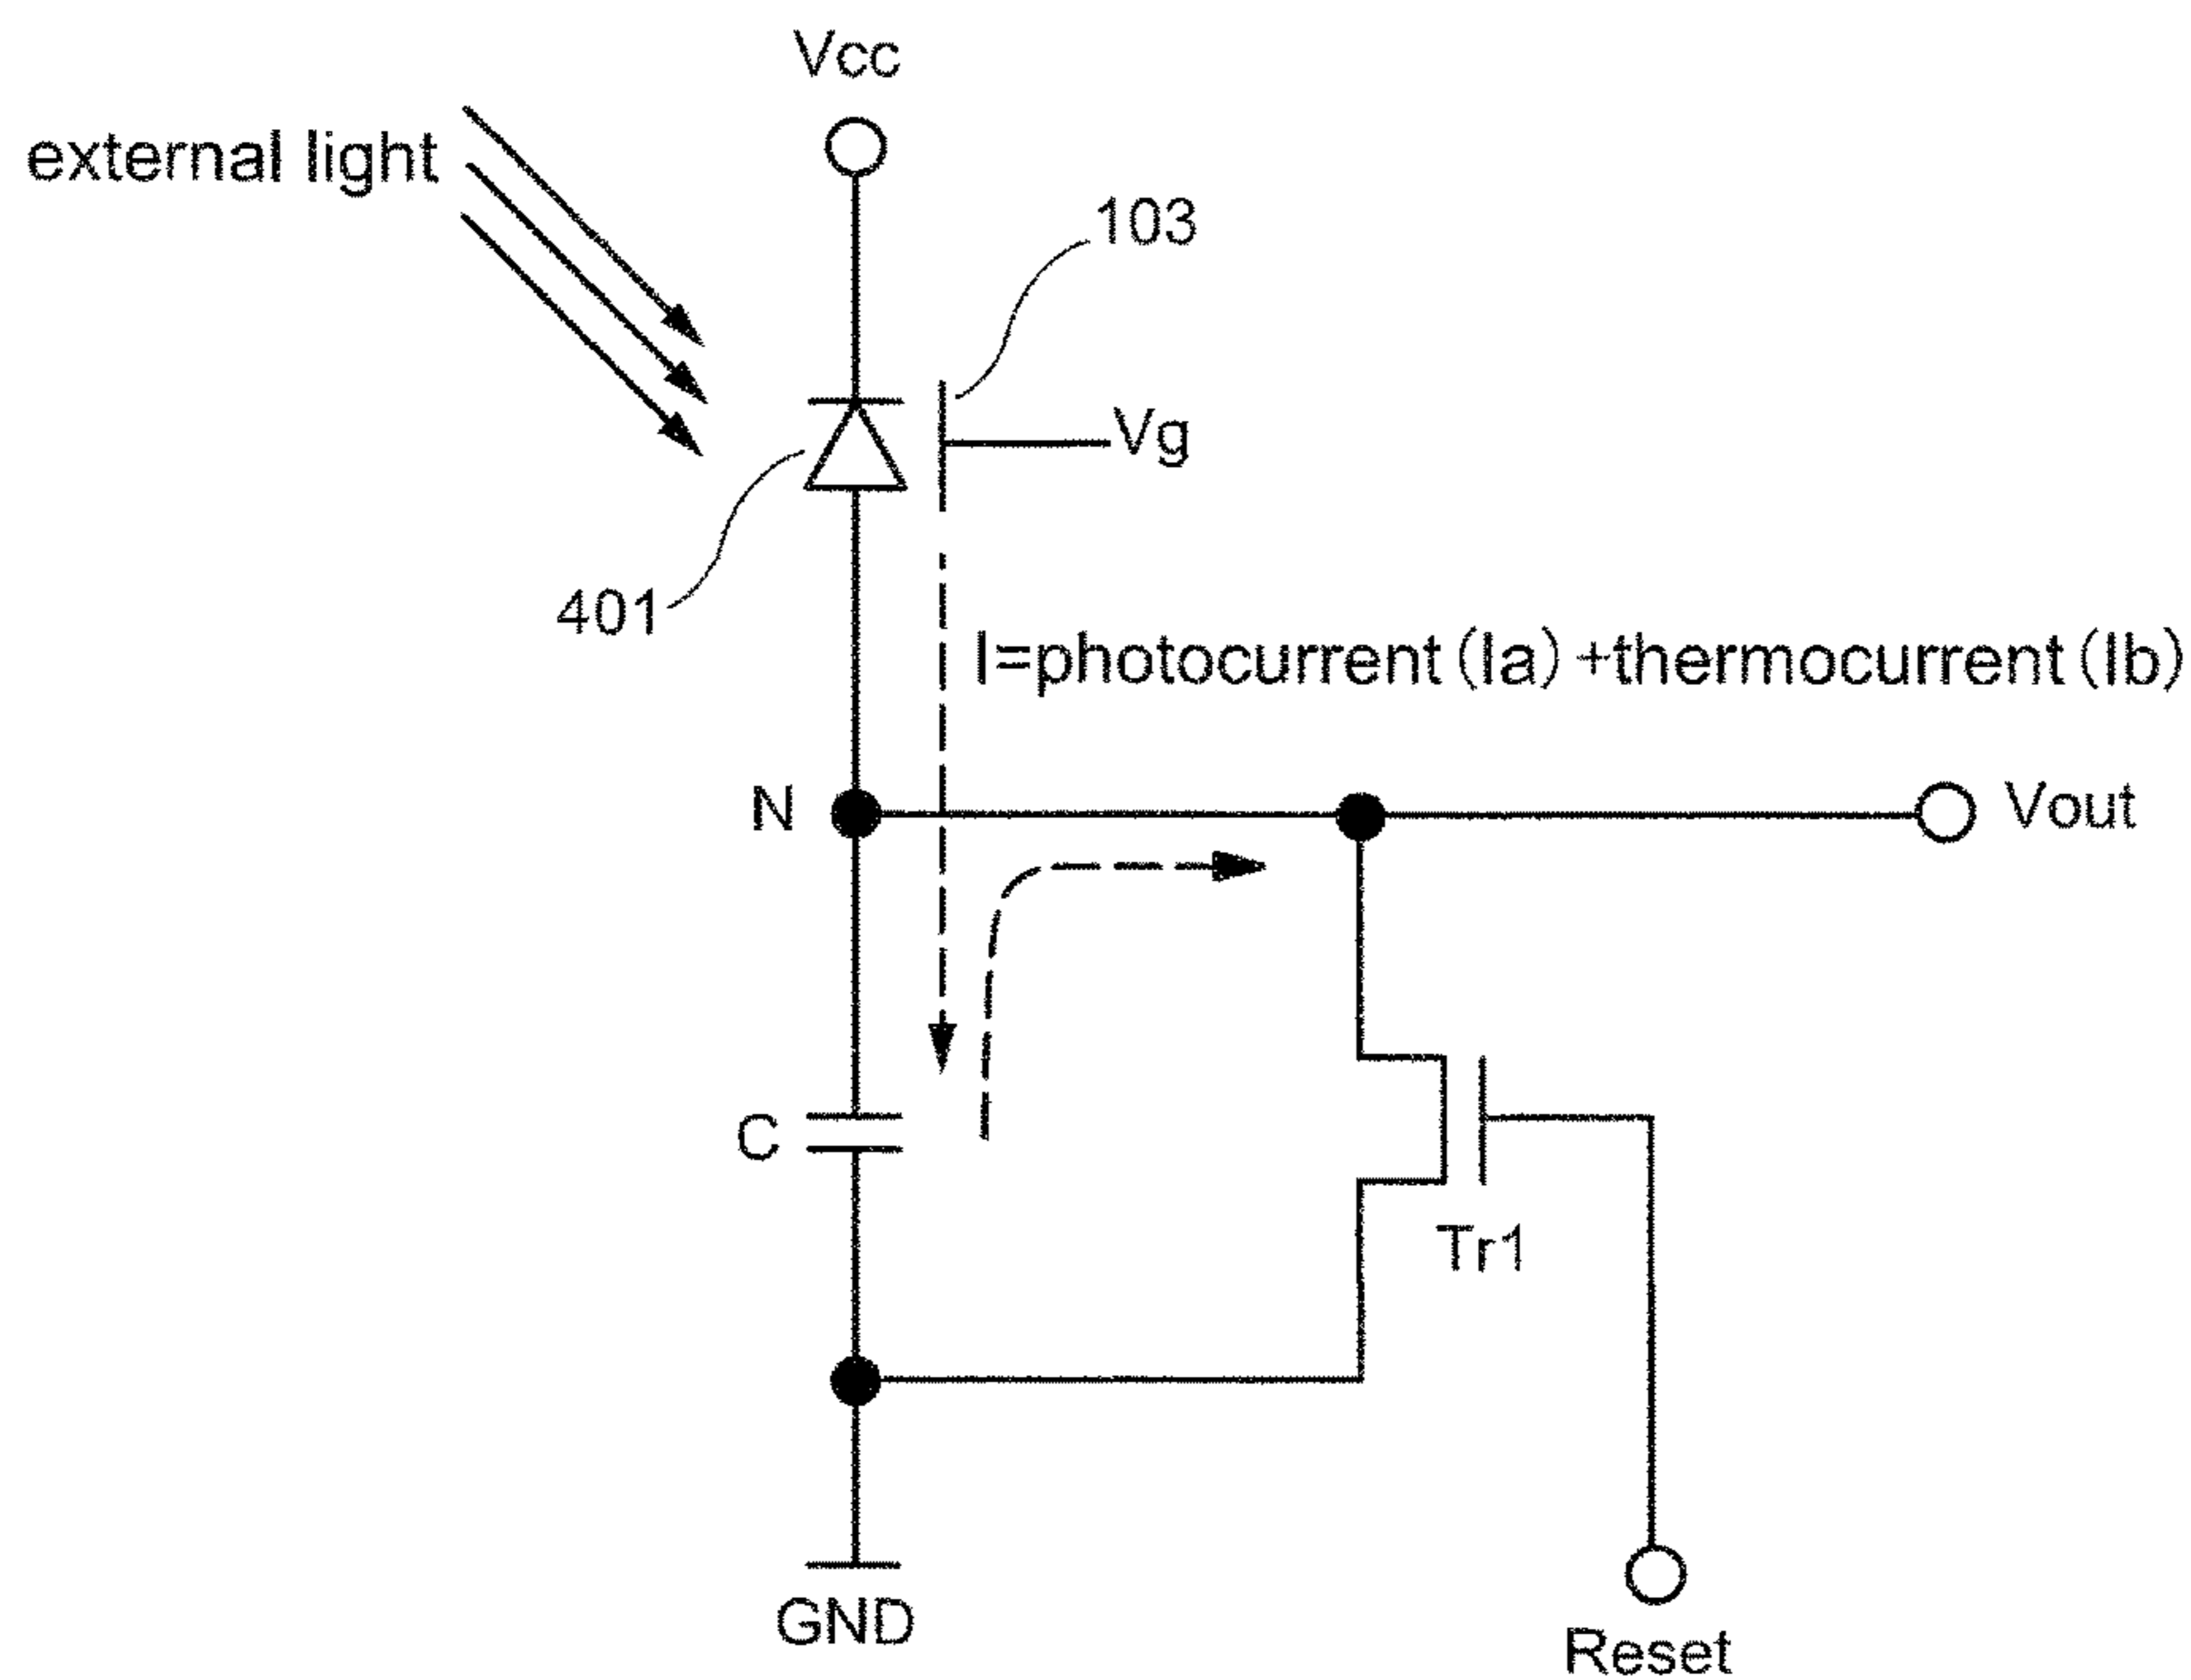 Vcc
external light
103
Vg
401
I=photocurrent(Ia)+thermocurrent(Ib)
N
Vout
C
Tr1
GND
Reset